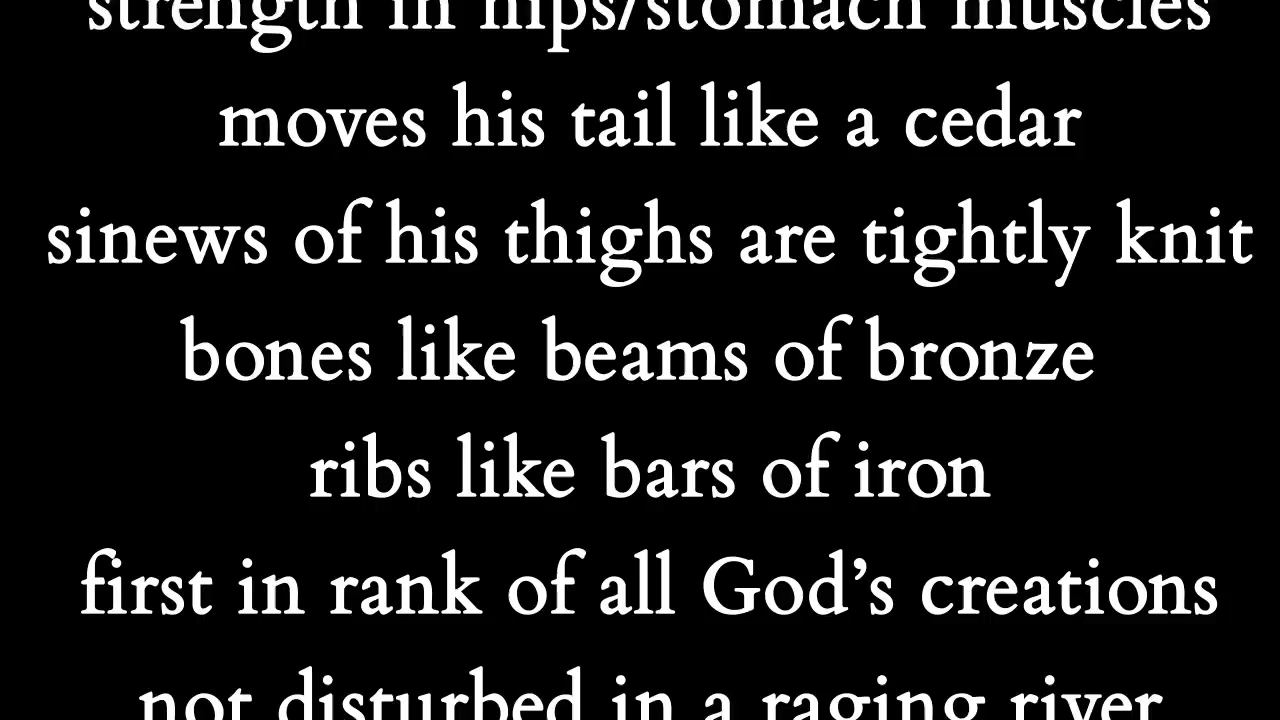 strength in hips/stomach muscles
moves his tail like a cedar
sinews of his thighs are tightly knit
bones like beams of bronze
ribs like bars of iron
first in rank of all God’s creations
not disturbed in a raging river